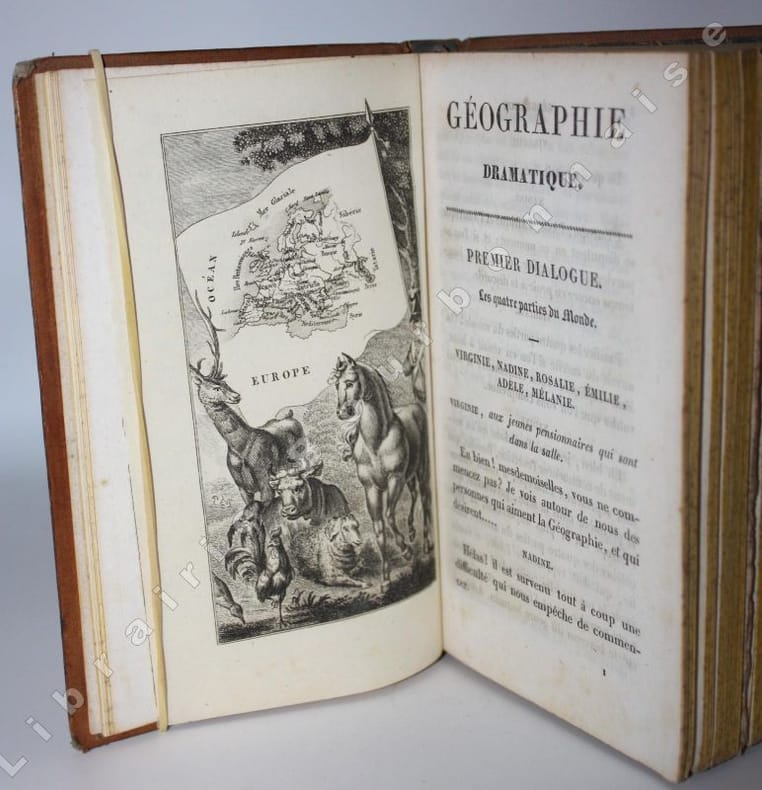 Mer Glaciale
Sibérie
OCÉAN
EUROPE
GÉOGRAPHIE
DRAMATIQUE.
PREMIER DIALOGUE.
Les quatre parties du Monde.
VIRGINIE, NADINE, ROSALIE, ÉMILIE,
ADÈLE, MÉLANIE.
VIRGINIE, aux jeunes pensionnaires qui sont
dans la salle.
Eh bien! mesdemoiselles, vous ne com-
mencez pas? Je vois autour de nous des
personnes qui aiment la Géographie, et qui
désirent.....
NADINE.
Hélas! il est survenu tout à coup une
difficulté qui nous empêche de commen-
cer.
1
Librairie